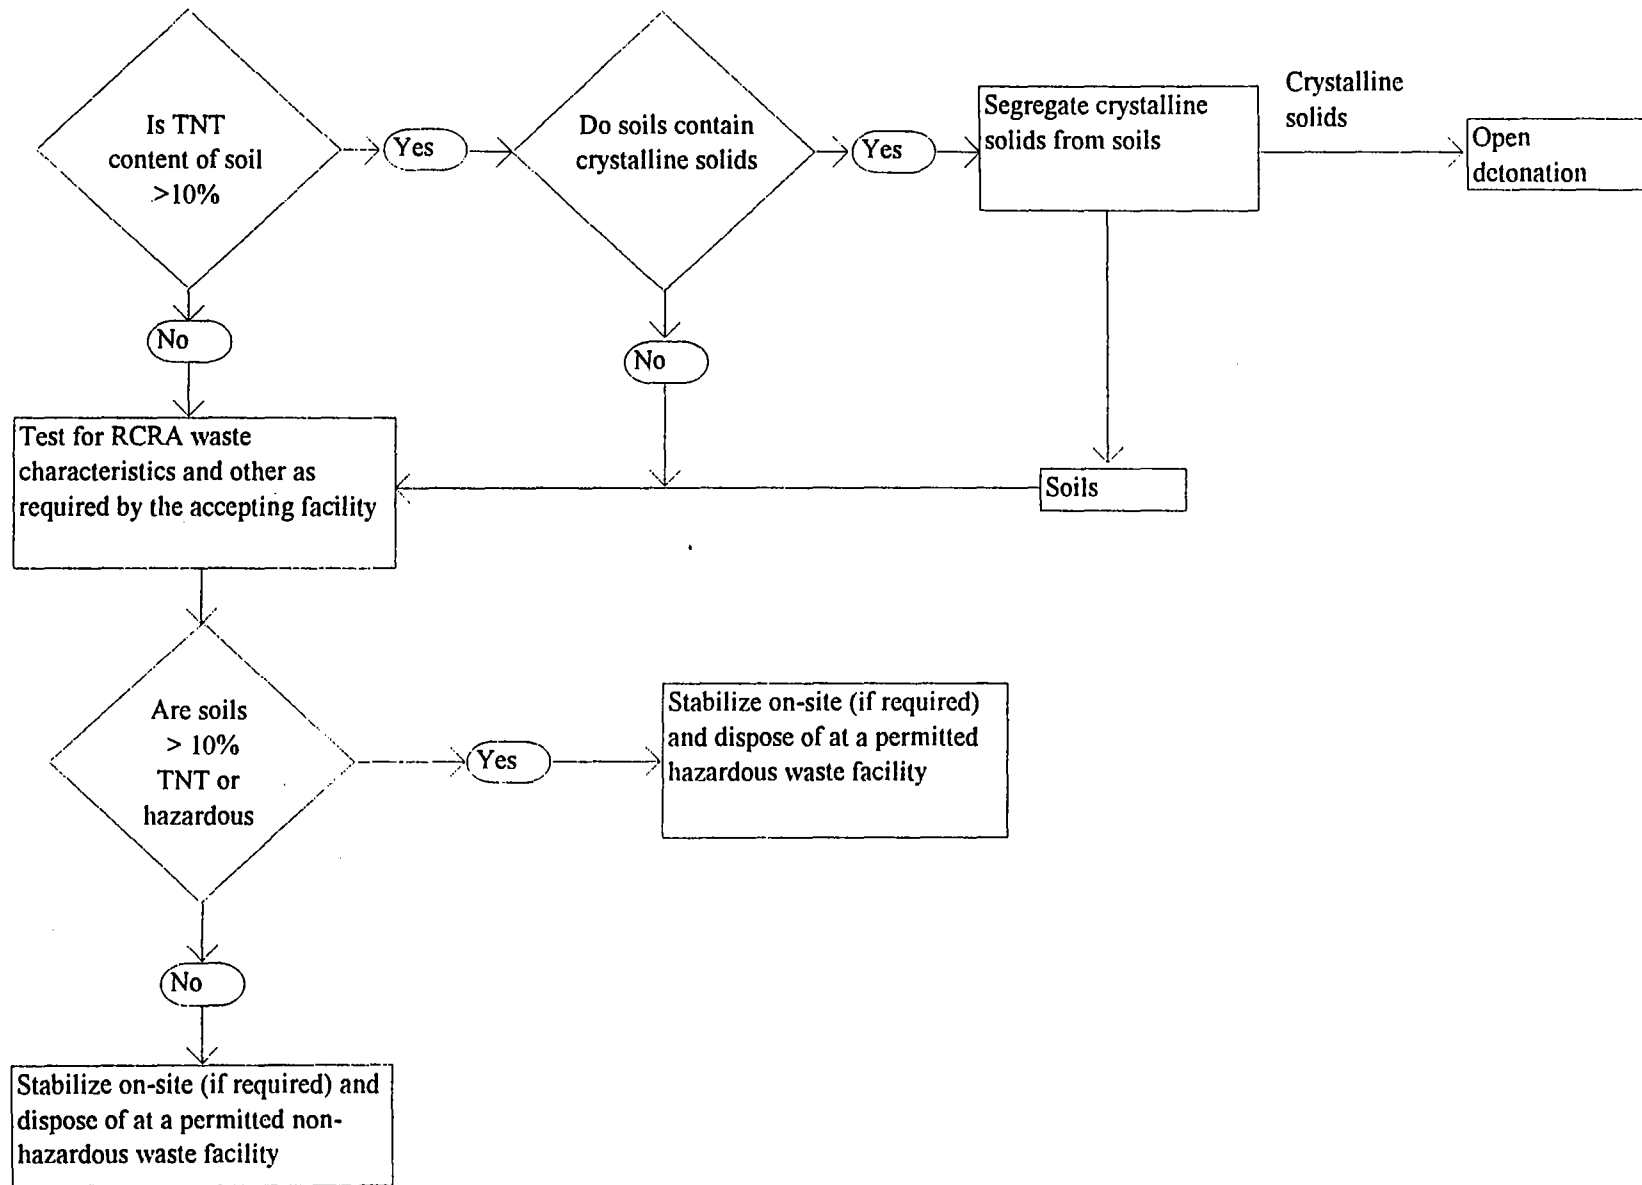 Is TNT
content of soil
>10%
Yes
Do soils contain
crystalline solids
Yes
Segregate crystalline
solids from soils
Crystalline
solids
Open
detonation
No
No
Test for RCRA waste
characteristics and other as
required by the accepting facility
Soils
Are soils
> 10%
TNT or
hazardous
Yes
Stabilize on-site (if required)
and dispose of at a permitted
hazardous waste facility
No
Stabilize on-site (if required) and
dispose of at a permitted non-
hazardous waste facility